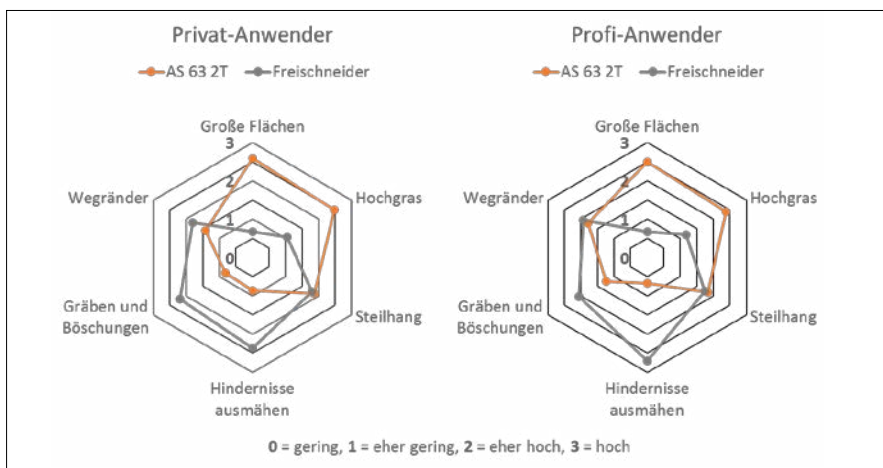 Privat-Anwender
AS 63 2T Freischneider
Große Flächen
3
Wegränder
2
Hochgras
1
0
Gräben und
Böschungen
Steilhang
Hindernisse
ausmähen
Profi-Anwender
AS 63 2T Freischneider
Große Flächen
3
Wegränder
2
Hochgras
1
0
Gräben und
Böschungen
Steilhang
Hindernisse
ausmähen
0 = gering, 1 = eher gering, 2 = eher hoch, 3 = hoch